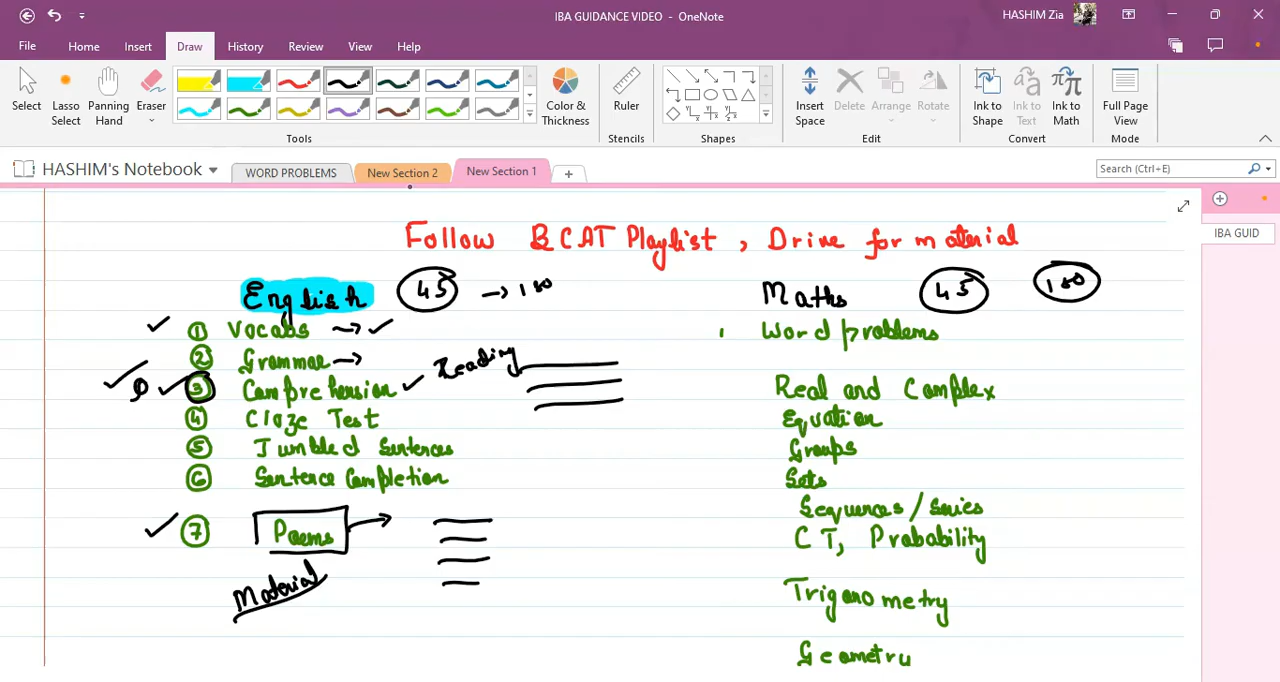 IBA GUIDANCE VIDEO - OneNote
HASHIM Zia
File Home Insert Draw History Review View Help
Select Lasso Select Panning Hand Eraser Color & Thickness Ruler Insert Space Delete Arrange Rotate Ink to Shape Ink to Text Ink to Math Full Page View
Tools Stencils Shapes Edit Convert Mode
HASHIM's Notebook WORD PROBLEMS New Section 2 New Section 1 + Search (Ctrl+E)
IBA GUID
Follow BCAT Playlist, Drive for material
English 45 → 180
① Vocabs → ✓
② Grammar →
③ Comprehension ✓ Reading
④ Cloze Test
⑤ Jumbled Sentences
⑥ Sentence Completion
⑦ Poems →
Material
Maths 45 180
Word problems
Real and Complex
Equation
Groups
Sets
Sequences / Series
CT, Probability
Trigonometry
Geometry